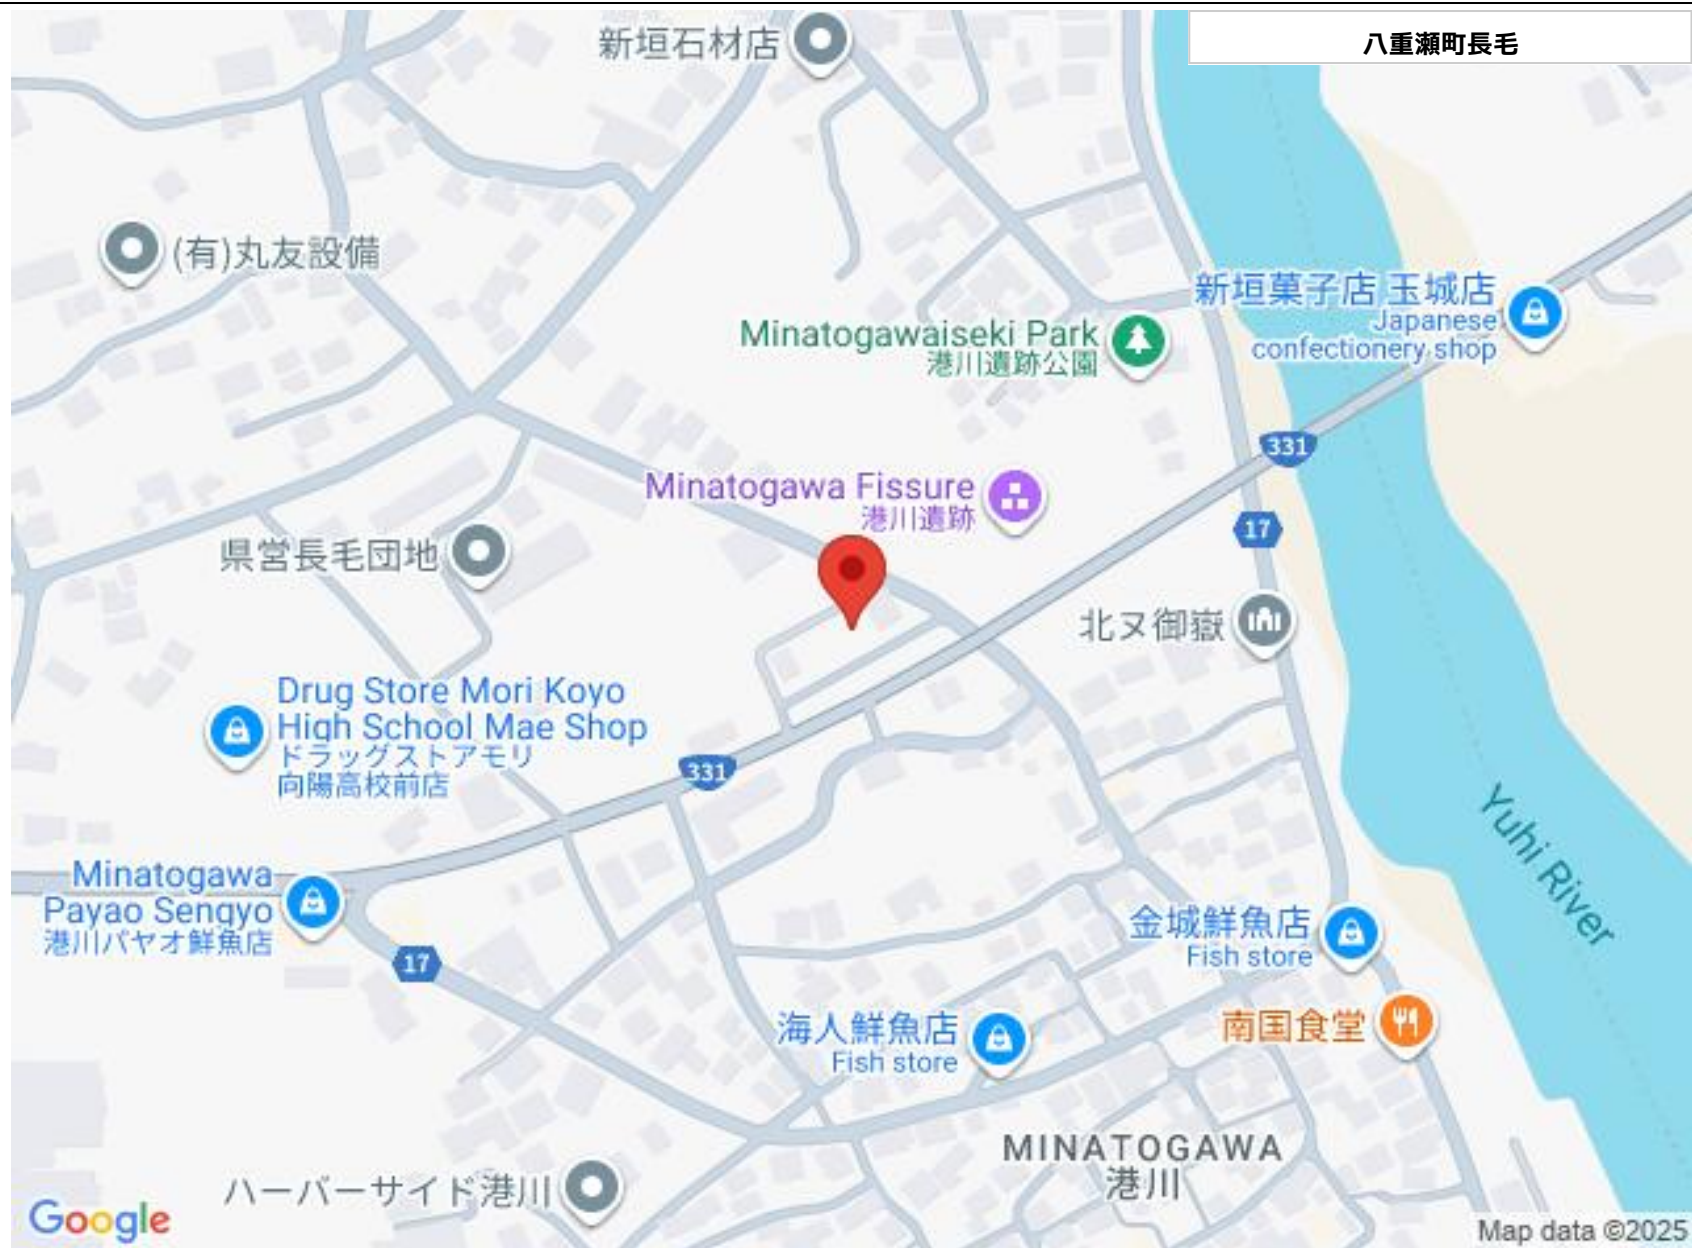 新垣石材店
八重瀬町長毛
(有)丸友設備
新垣菓子店 玉城店
Japanese
confectionery shop
Minatogawaiseki Park
港川遺跡公園
331
Minatogawa Fissure
港川遺跡
17
県営長毛団地
北ヌ御嶽
Drug Store Mori Koyo
High School Mae Shop
ドラッグストアモリ
向陽高校前店
331
Yuhi River
Minatogawa
Payao Sengyo
港川パヤオ鮮魚店
17
金城鮮魚店
Fish store
海人鮮魚店
Fish store
南国食堂
MINATOGAWA
港川
ハーバーサイド港川
Google
Map data ©2025